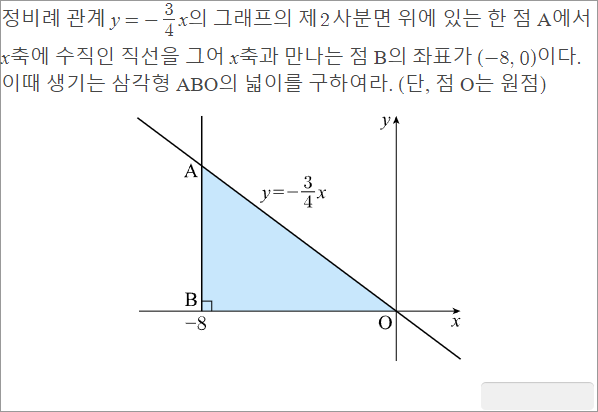 정비례 관계 y = − 3/4 x의 그래프의 제2사분면 위에 있는 한 점 A에서
x축에 수직인 직선을 그어 x축과 만나는 점 B의 좌표가 (−8, 0)이다.
이때 생기는 삼각형 ABO의 넓이를 구하여라. (단, 점 O는 원점)
y
A
y=− 3/4 x
B
−8
O
x